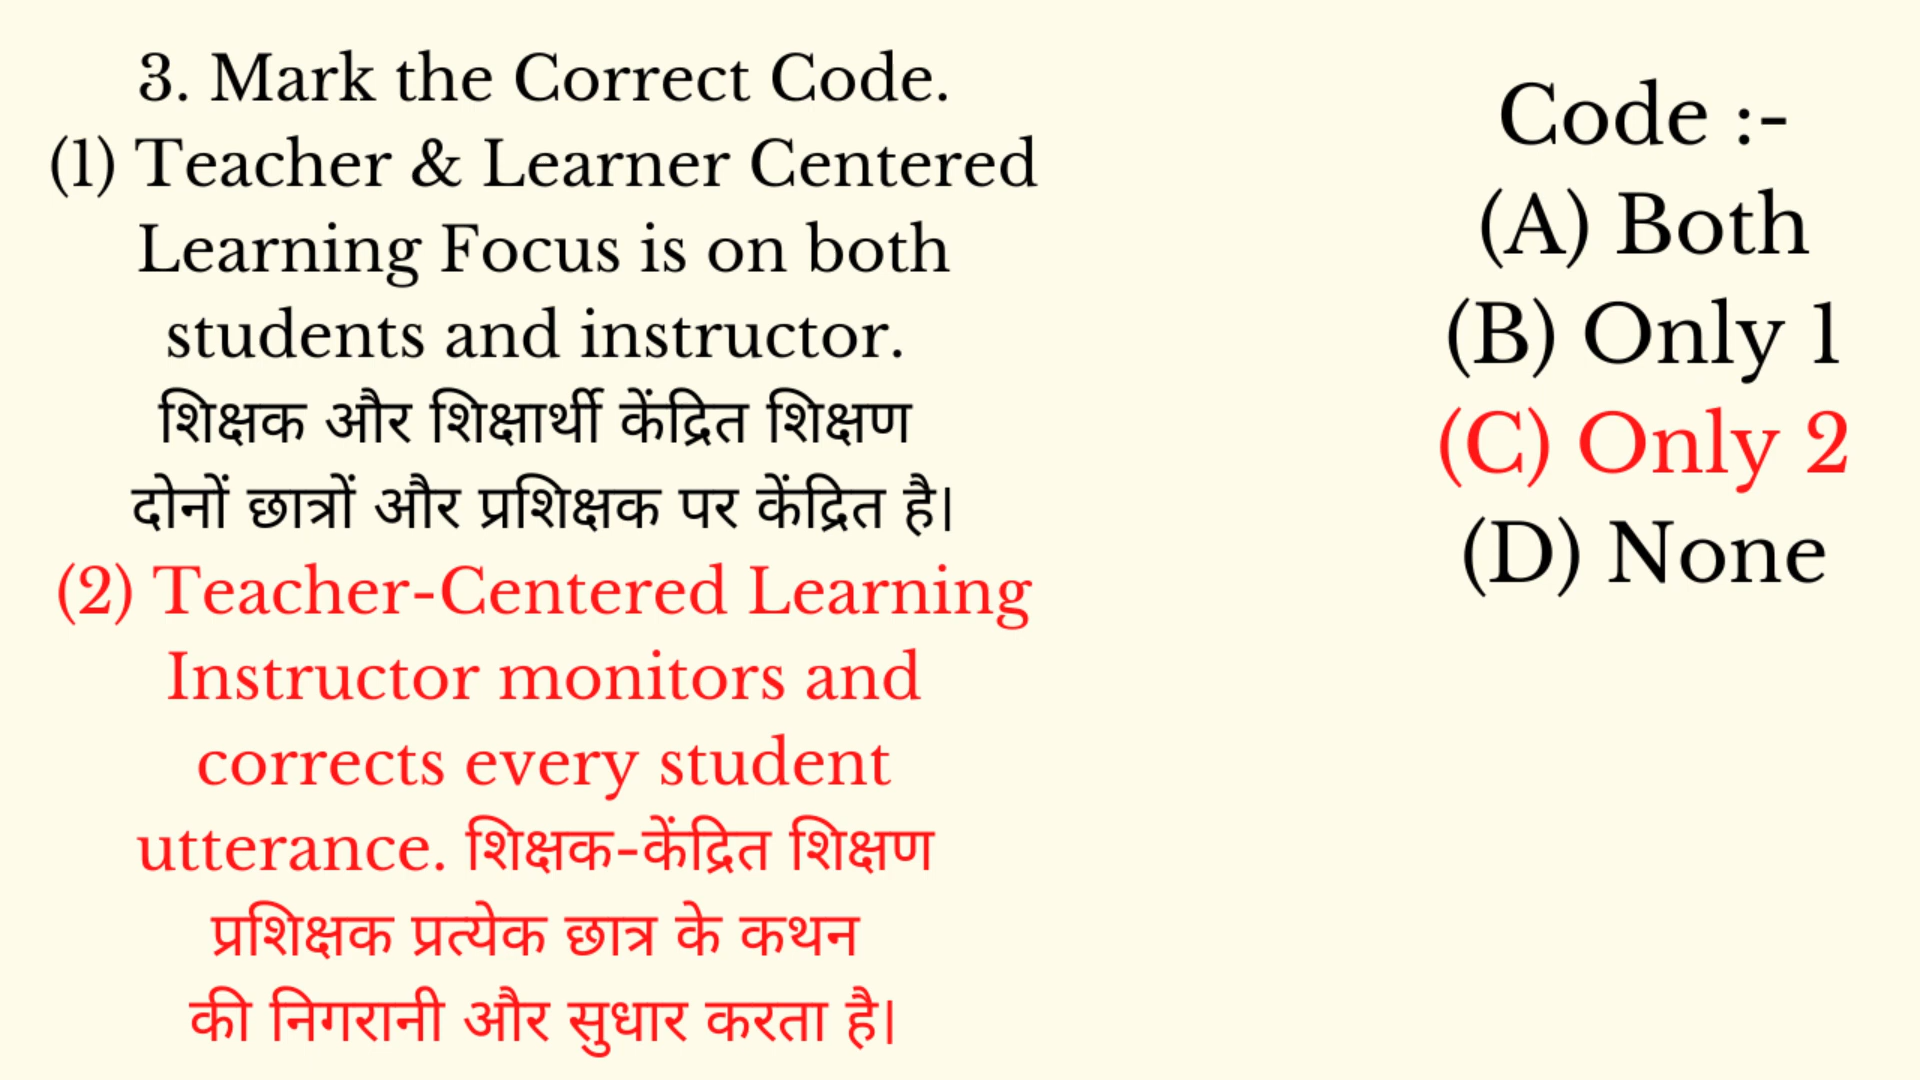 3. Mark the Correct Code.
(1) Teacher & Learner Centered
Learning Focus is on both
students and instructor.
शिक्षक और शिक्षार्थी केंद्रित शिक्षण
दोनों छात्रों और प्रशिक्षक पर केंद्रित है।
(2) Teacher-Centered Learning
Instructor monitors and
corrects every student
utterance. शिक्षक-केंद्रित शिक्षण
प्रशिक्षक प्रत्येक छात्र के कथन
की निगरानी और सुधार करता है।
Code :-
(A) Both
(B) Only 1
(C) Only 2
(D) None